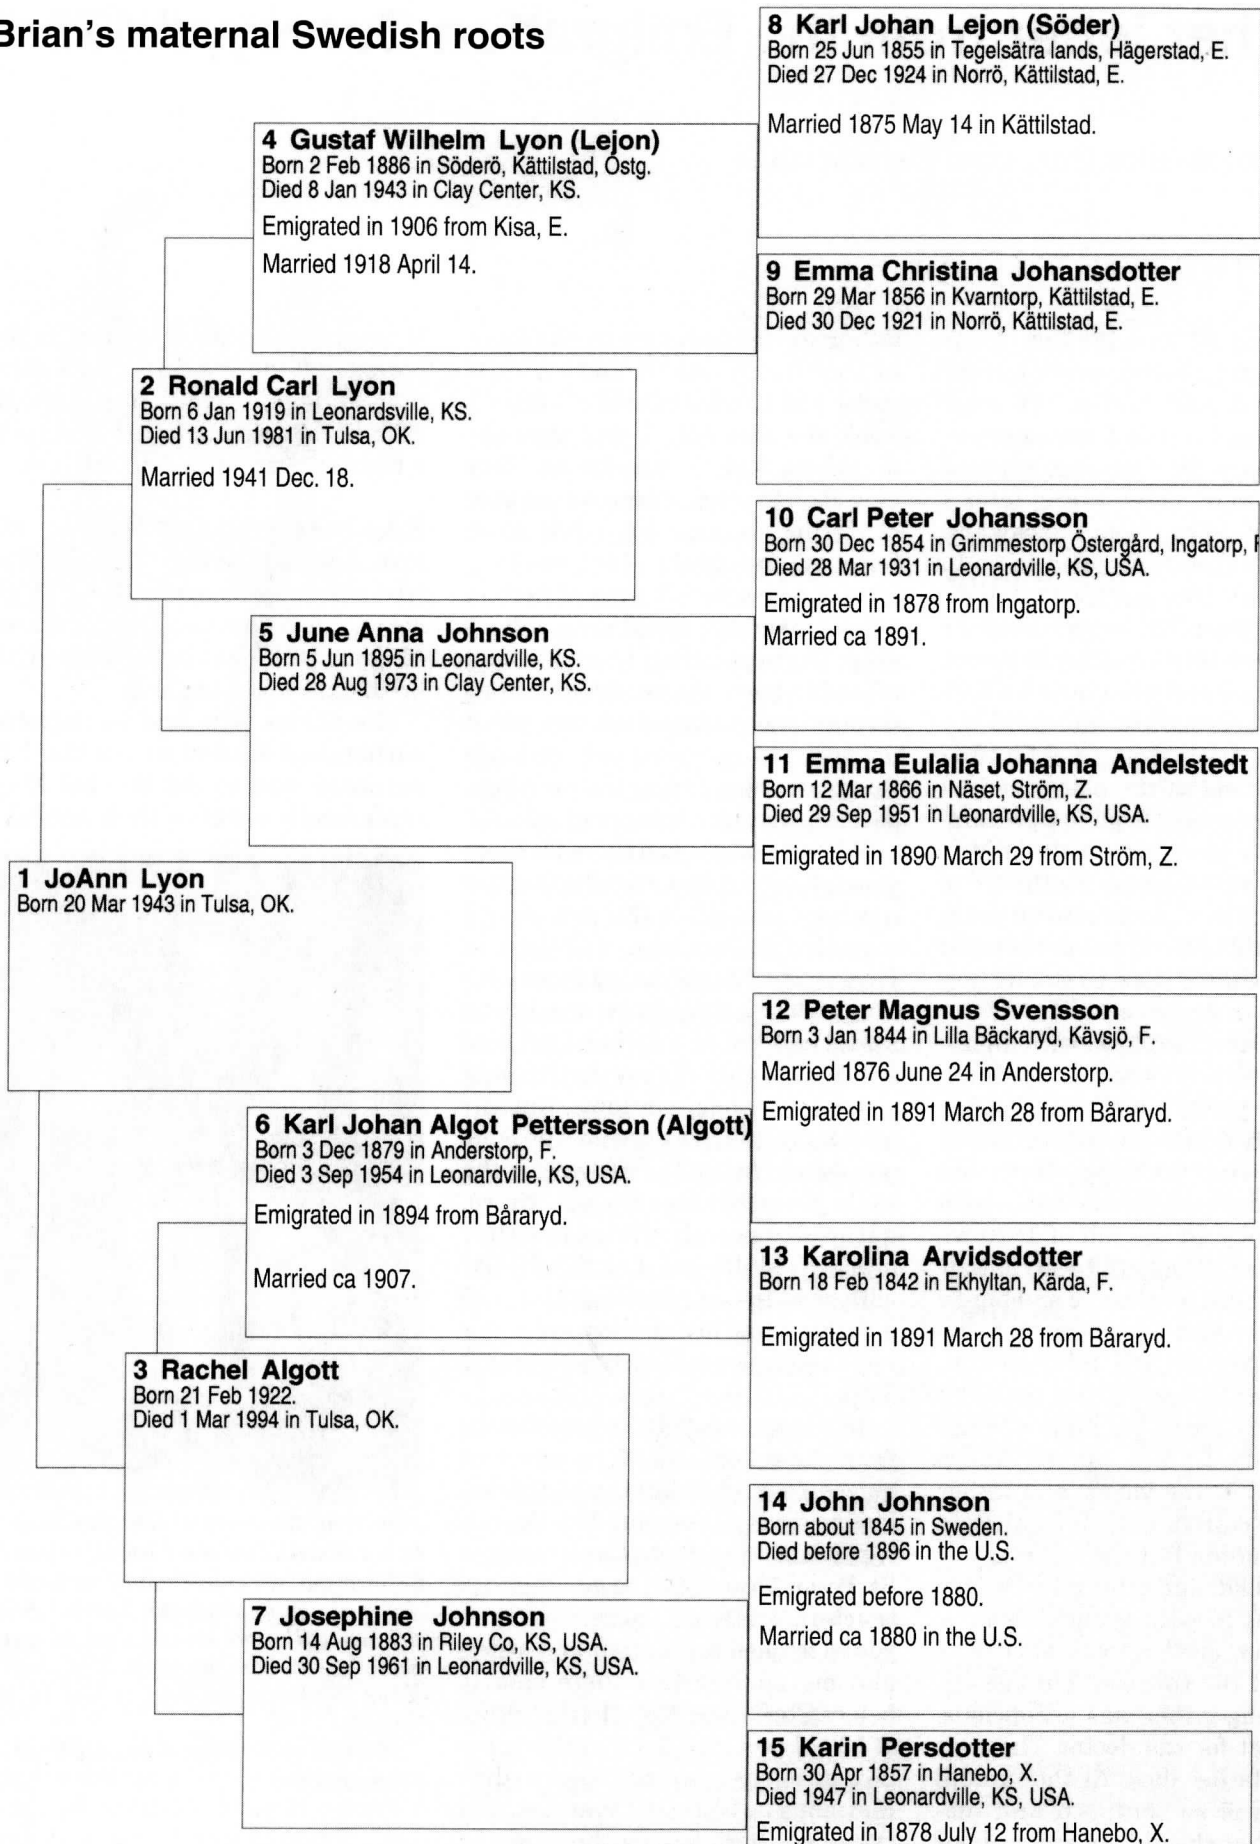 Brian's maternal Swedish roots
8 Karl Johan Lejon (Söder)
Born 25 Jun 1855 in Tegelsätra lands, Hägerstad, E.
Died 27 Dec 1924 in Norrö, Kättilstad, E.
Married 1875 May 14 in Kättilstad.
4 Gustaf Wilhelm Lyon (Lejon)
Born 2 Feb 1886 in Söderö, Kättilstad, Östg.
Died 8 Jan 1943 in Clay Center, KS.
Emigrated in 1906 from Kisa, E.
Married 1918 April 14.
9 Emma Christina Johansdotter
Born 29 Mar 1856 in Kvarntorp, Kättilstad, E.
Died 30 Dec 1921 in Norrö, Kättilstad, E.
2 Ronald Carl Lyon
Born 6 Jan 1919 in Leonardsville, KS.
Died 13 Jun 1981 in Tulsa, OK.
Married 1941 Dec. 18.
10 Carl Peter Johansson
Born 30 Dec 1854 in Grimmestorp Östergård, Ingatorp, F
Died 28 Mar 1931 in Leonardville, KS, USA.
Emigrated in 1878 from Ingatorp.
Married ca 1891.
5 June Anna Johnson
Born 5 Jun 1895 in Leonardville, KS.
Died 28 Aug 1973 in Clay Center, KS.
11 Emma Eulalia Johanna Andelstedt
Born 12 Mar 1866 in Näset, Ström, Z.
Died 29 Sep 1951 in Leonardville, KS, USA.
Emigrated in 1890 March 29 from Ström, Z.
1 JoAnn Lyon
Born 20 Mar 1943 in Tulsa, OK.
12 Peter Magnus Svensson
Born 3 Jan 1844 in Lilla Bäckaryd, Kävsjö, F.
Married 1876 June 24 in Anderstorp.
Emigrated in 1891 March 28 from Båraryd.
6 Karl Johan Algot Pettersson (Algott)
Born 3 Dec 1879 in Anderstorp, F.
Died 3 Sep 1954 in Leonardville, KS, USA.
Emigrated in 1894 from Båraryd.
Married ca 1907.
13 Karolina Arvidsdotter
Born 18 Feb 1842 in Ekhyltan, Kärda, F.
Emigrated in 1891 March 28 from Båraryd.
3 Rachel Algott
Born 21 Feb 1922.
Died 1 Mar 1994 in Tulsa, OK.
14 John Johnson
Born about 1845 in Sweden.
Died before 1896 in the U.S.
Emigrated before 1880.
Married ca 1880 in the U.S.
7 Josephine Johnson
Born 14 Aug 1883 in Riley Co, KS, USA.
Died 30 Sep 1961 in Leonardville, KS, USA.
15 Karin Persdotter
Born 30 Apr 1857 in Hanebo, X.
Died 1947 in Leonardville, KS, USA.
Emigrated in 1878 July 12 from Hanebo, X.